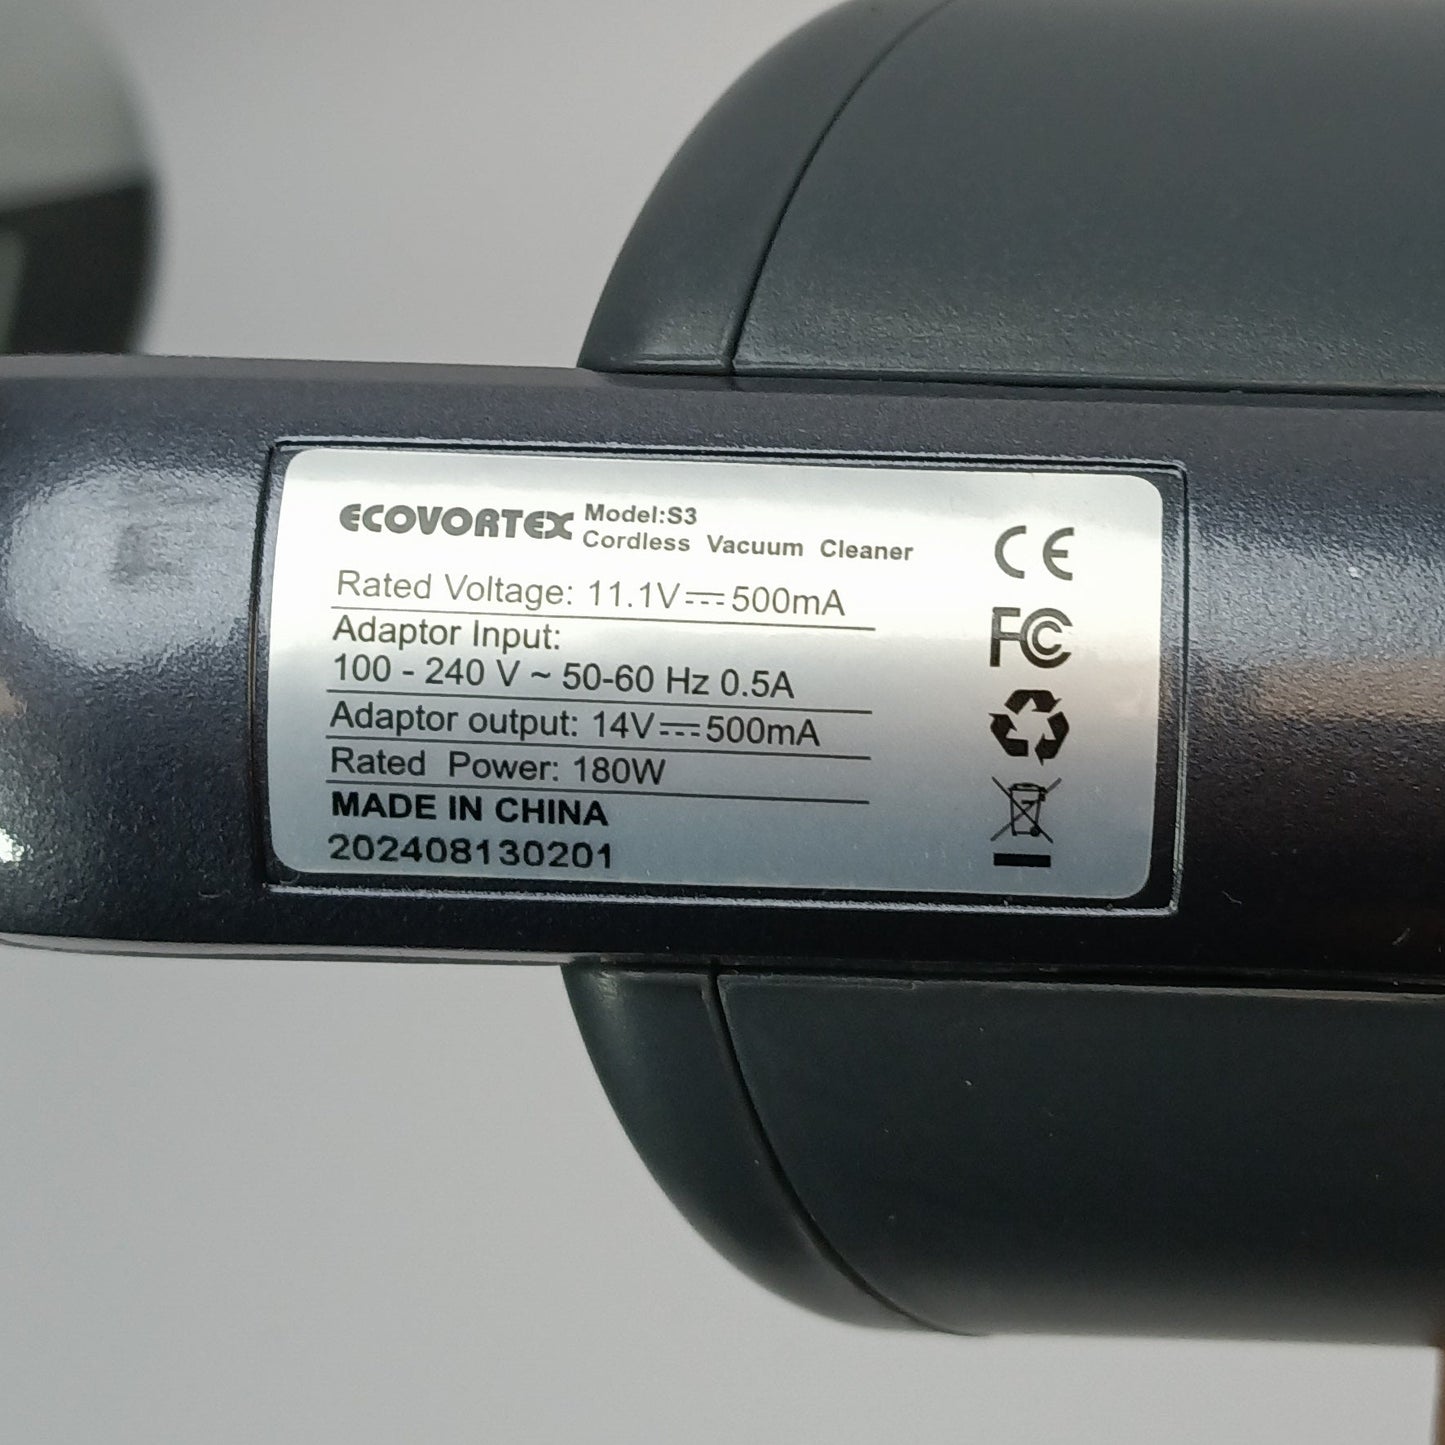 ECOVORTEX Model:S3
Cordless Vacuum Cleaner
Rated Voltage: 11.1V⎓500mA
Adaptor Input:
100 - 240 V ~ 50-60 Hz 0.5A
Adaptor output: 14V⎓500mA
Rated Power: 180W
MADE IN CHINA
202408130201
CE
FC